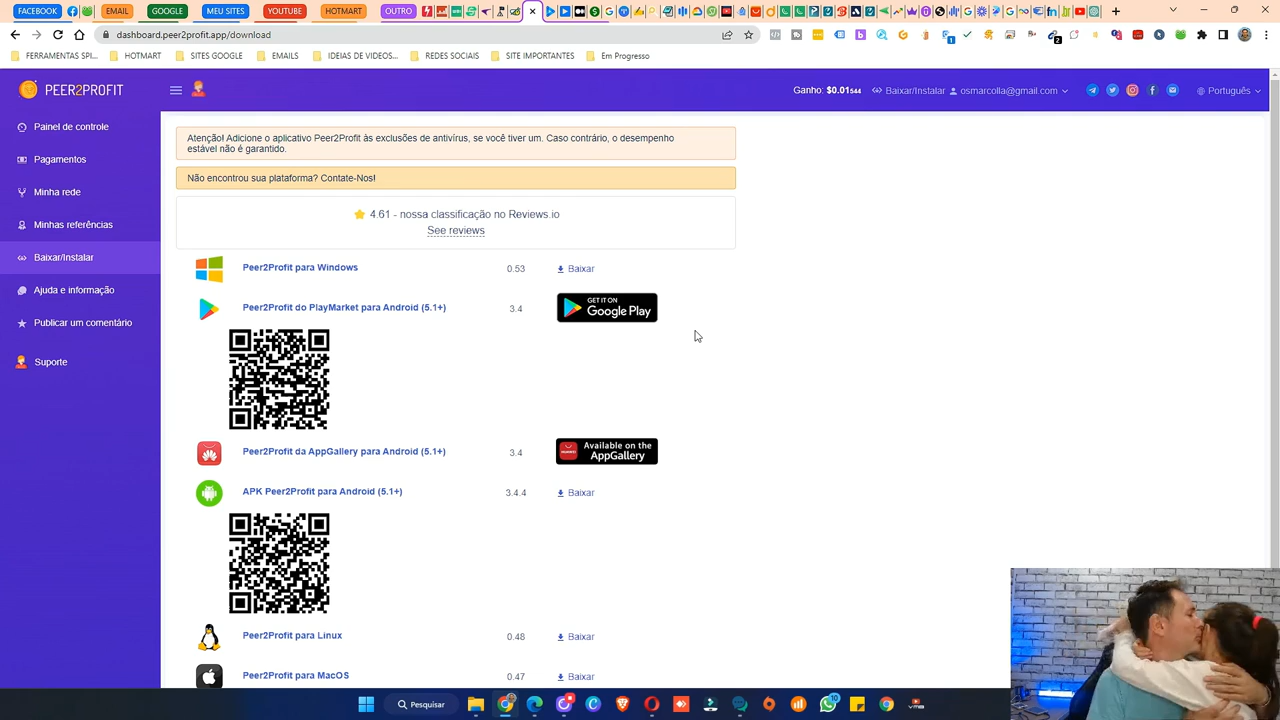 FACEBOOK
EMAIL
GOOGLE
MEU SITES
YOUTUBE
HOTMART
OUTRO
dashboard.peer2profit.app/download
FERRAMENTAS SPI...
HOTMART
SITES GOOGLE
EMAILS
IDEIAS DE VIDEOS...
REDES SOCIAIS
SITE IMPORTANTES
Em Progresso
PEER2PROFIT
Ganho: $0.01544
Baixar/Instalar
osmarcolla@gmail.com
Português
Painel de controle
Pagamentos
Minha rede
Minhas referências
Baixar/Instalar
Ajuda e informação
Publicar um comentário
Suporte
Atenção! Adicione o aplicativo Peer2Profit às exclusões de antivírus, se você tiver um. Caso contrário, o desempenho
estável não é garantido.
Não encontrou sua plataforma? Contate-Nos!
4.61 - nossa classificação no Reviews.io
See reviews
Peer2Profit para Windows 0.53 Baixar
Peer2Profit do PlayMarket para Android (5.1+) 3.4
GET IT ON
Google Play
Peer2Profit da AppGallery para Android (5.1+) 3.4
Available on the
AppGallery
APK Peer2Profit para Android (5.1+) 3.4.4 Baixar
Peer2Profit para Linux 0.48 Baixar
Peer2Profit para MacOS 0.47 Baixar
Pesquisar